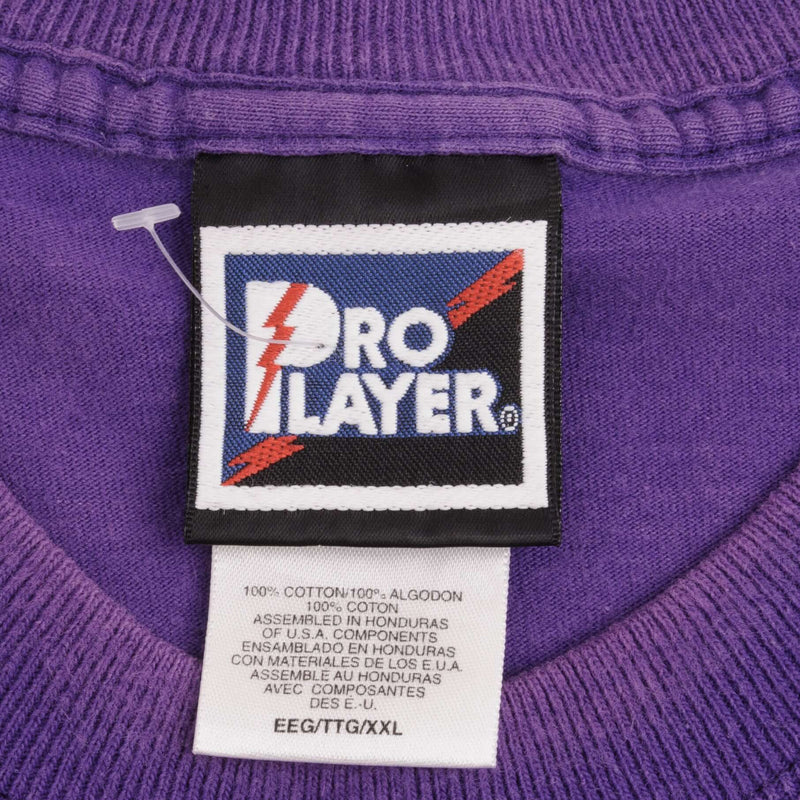 PRO
PLAYER®
100% COTTON/100% ALGODON
100% COTON
ASSEMBLED IN HONDURAS
OF U.S.A. COMPONENTS
ENSAMBLADO EN HONDURAS
CON MATERIALES DE LOS E.U.A.
ASSEMBLE AU HONDURAS
AVEC COMPOSANTES
DES É.-U.
EEG/TTG/XXL